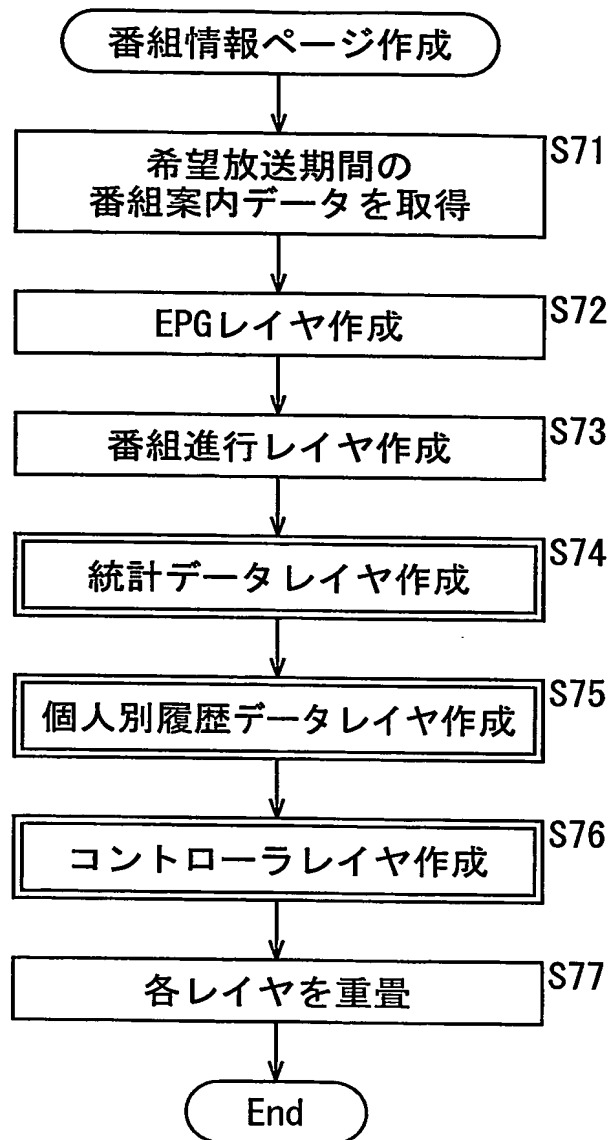 番組情報ページ作成
S71
希望放送期間の
番組案内データを取得
S72
EPGレイヤ作成
S73
番組進行レイヤ作成
S74
統計データレイヤ作成
S75
個人別履歴データレイヤ作成
S76
コントローラレイヤ作成
S77
各レイヤを重畳
End